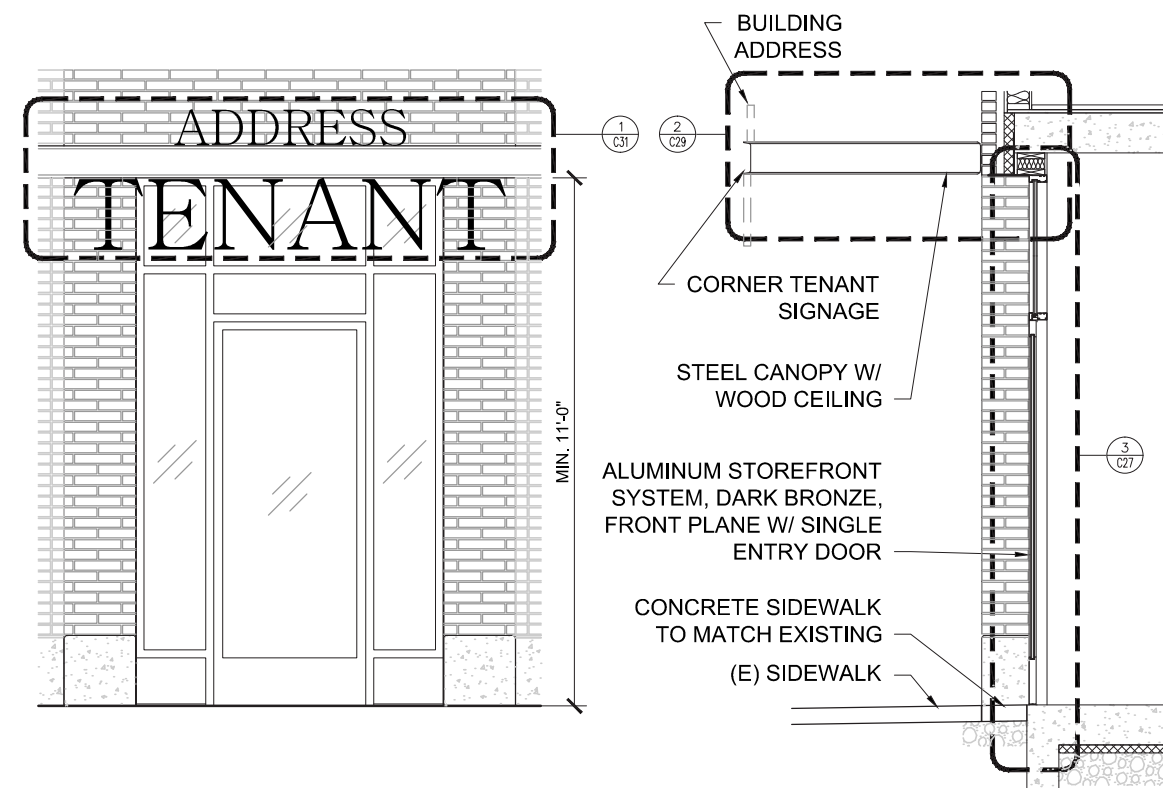 BUILDING
ADDRESS
ADDRESS
1
C31
2
C29
TENANT
CORNER TENANT
SIGNAGE
STEEL CANOPY W/
WOOD CEILING
MIN. 11'-0"
3
C27
ALUMINUM STOREFRONT
SYSTEM, DARK BRONZE,
FRONT PLANE W/ SINGLE
ENTRY DOOR
CONCRETE SIDEWALK
TO MATCH EXISTING
(E) SIDEWALK